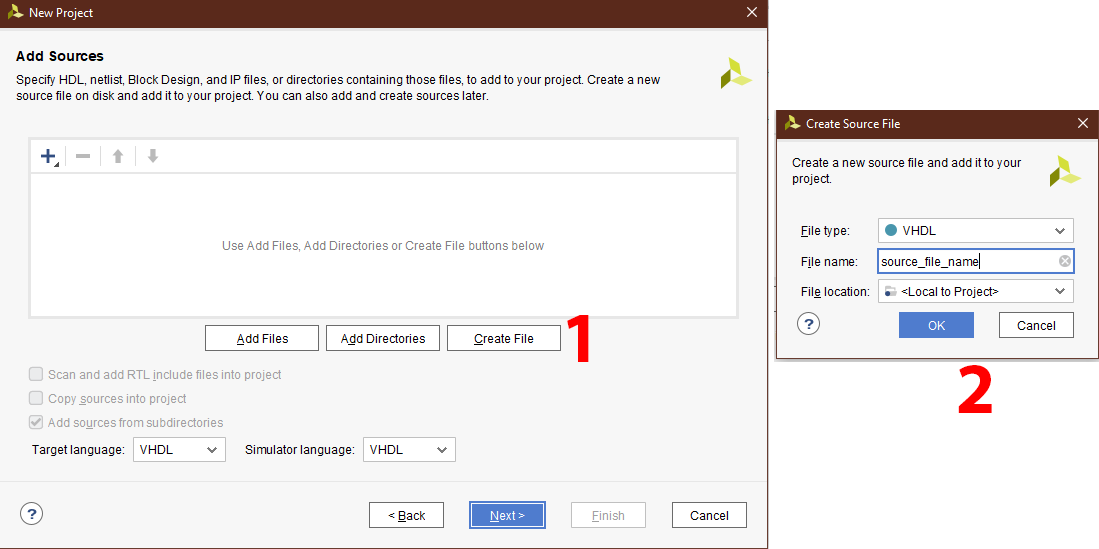 New Project
Add Sources
Specify HDL, netlist, Block Design, and IP files, or directories containing those files, to add to your project. Create a new
source file on disk and add it to your project. You can also add and create sources later.
Use Add Files, Add Directories or Create File buttons below
Add Files
Add Directories
Create File
1
Scan and add RTL include files into project
Copy sources into project
Add sources from subdirectories
Target language: VHDL
Simulator language: VHDL
?
< Back
Next >
Finish
Cancel
Create Source File
Create a new source file and add it to your
project.
File type: VHDL
File name: source_file_name
File location: <Local to Project>
?
OK
Cancel
2